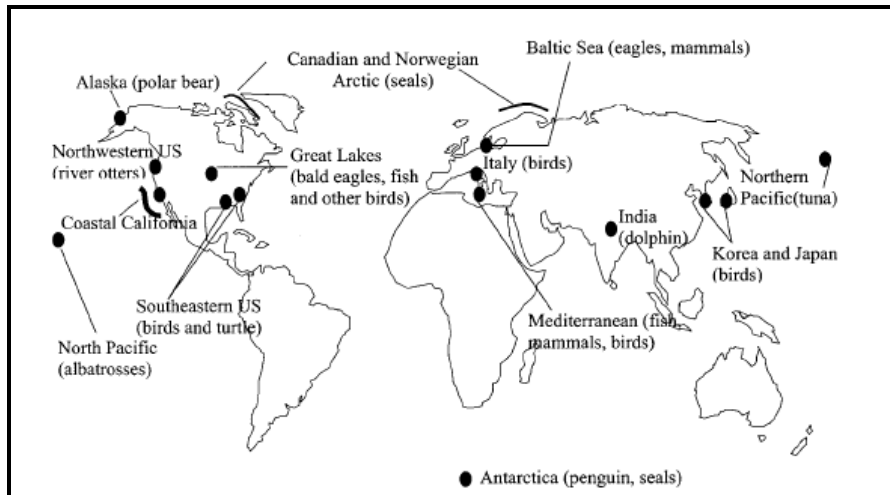 Baltic Sea (eagles, mammals)
Canadian and Norwegian
Arctic (seals)
Alaska (polar bear)
Northwestern US
(river otters)
Great Lakes
(bald eagles, fish
and other birds)
Italy (birds)
Northern
Pacific(tuna)
Coastal California
India
(dolphin)
Korea and Japan
(birds)
Southeastern US
(birds and turtle)
Mediterranean (fish,
mammals, birds)
North Pacific
(albatrosses)
Antarctica (penguin, seals)